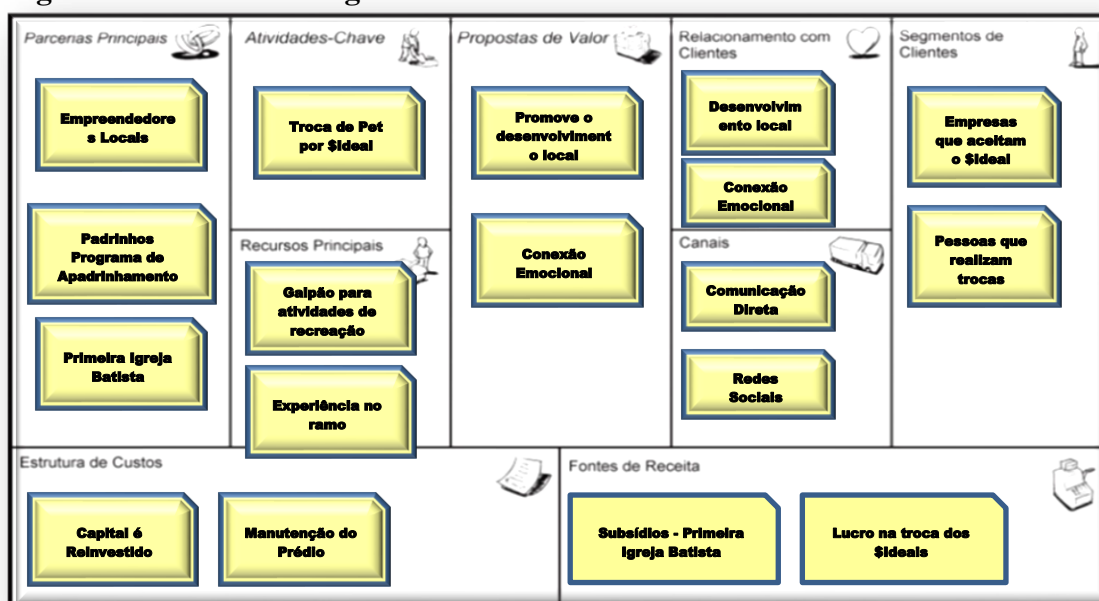 Parcerias Principais
Empreendedore
s Locais
Padrinhos
Programa de
Apadrinhamento
Primeira Igreja
Batista
Atividades-Chave
Troca de Pet
por $Ideal
Recursos Principais
Galpão para
atividades de
recreação
Experiência no
ramo
Propostas de Valor
Promove o
desenvolviment
o local
Conexão
Emocional
Relacionamento com
Clientes
Desenvolvim
ento local
Conexão
Emocional
Canais
Comunicação
Direta
Redes
Sociais
Segmentos de
Clientes
Empresas
que aceitam
o $Ideal
Pessoas que
realizam
trocas
Estrutura de Custos
Capital é
Reinvestido
Manutenção do
Prédio
Fontes de Receita
Subsídios - Primeira
Igreja Batista
Lucro na troca dos
$Ideais